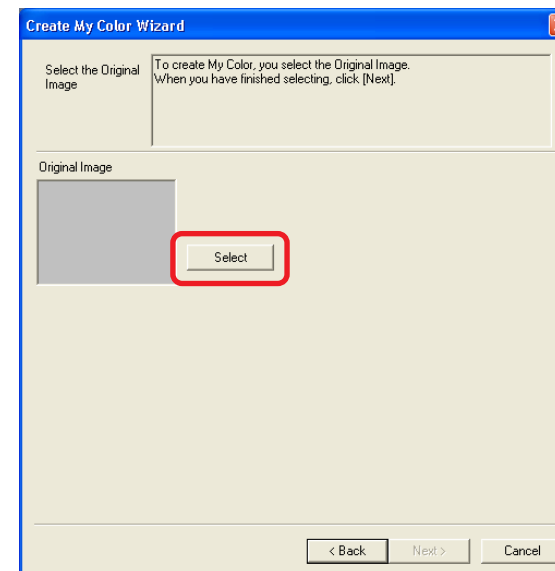 Create My Color Wizard
Select the Original
Image
To create My Color, you select the Original Image.
When you have finished selecting, click [Next].
Original Image
Select
< Back
Next >
Cancel